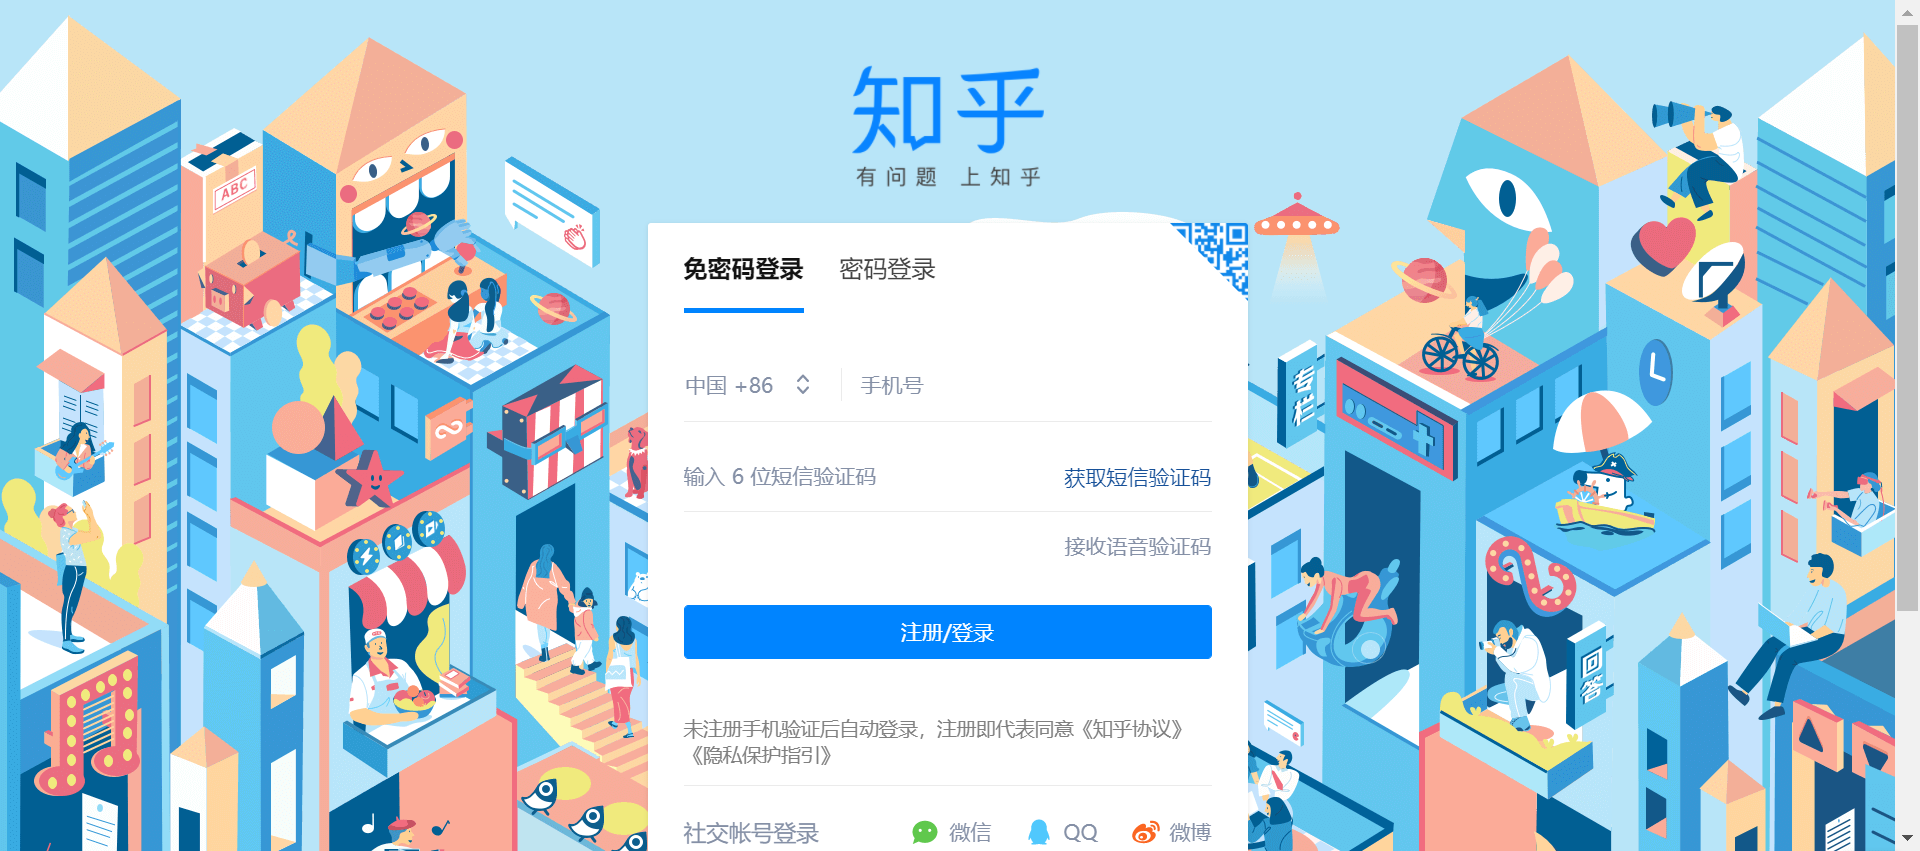 知乎
有问题 上知乎
ABC
免密码登录 密码登录
中国 +86 手机号
输入 6 位短信验证码 获取短信验证码
接收语音验证码
注册/登录
未注册手机验证后自动登录，注册即代表同意《知乎协议》
《隐私保护指引》
社交帐号登录 微信 QQ 微博
专栏
回答